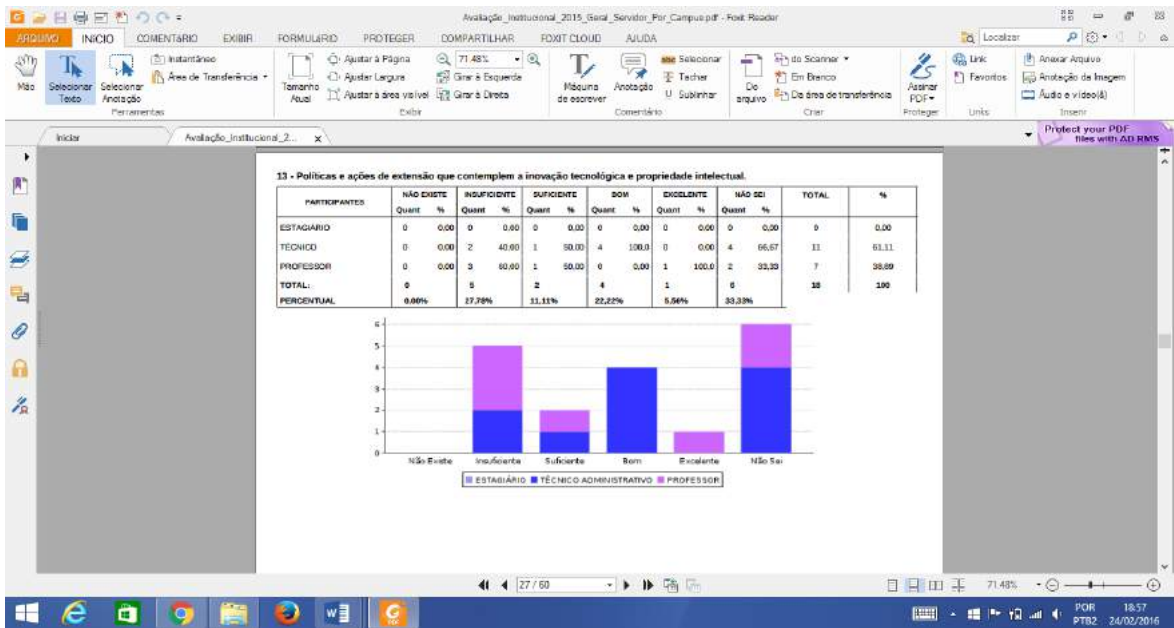 Avaliação_Institucional_2015_Geral_Servidor_Por_Campus.pdf - Foxit Reader
ARQUIVO INÍCIO COMENTÁRIO EXIBIR FORMULÁRIO PROTEGER COMPARTILHAR FOXIT CLOUD AJUDA Localizar
Mão
Selecionar Texto
Selecionar Anotação
Instantâneo
Área de Transferência
Ferramentas
Tamanho Atual
Ajustar à Página
Ajustar Largura
Ajustar à área visível
71.48%
Girar à Esquerda
Girar à Direita
Exibir
Máquina de escrever
Anotação
Selecionar
Tachar
U Sublinhar
Comentário
Do arquivo
do Scanner
Em Branco
Da área de transferência
Criar
Assinar PDF
Proteger
Link
Favoritos
Links
Anexar Arquivo
Anotação da Imagem
Áudio e vídeo(á)
Inserir
Iniciar
Avaliação_Institucional_2... x
Protect your PDF files with AD RMS
13 - Políticas e ações de extensão que contemplem a inovação tecnológica e propriedade intelectual.
PARTICIPANTES NÃO EXISTE INSUFICIENTE SUFICIENTE BOM EXCELENTE NÃO SEI TOTAL %
Quant % Quant % Quant % Quant % Quant % Quant %
ESTAGIÁRIO 0 0,00 0 0,00 0 0,00 0 0,00 0 0,00 0 0,00 0 0,00
TÉCNICO 0 0,00 2 40,00 1 50,00 4 100,0 0 0,00 4 66,67 11 61,11
PROFESSOR 0 0,00 3 60,00 1 50,00 0 0,00 1 100,0 2 33,33 7 38,89
TOTAL: 0 5 2 4 1 6 18 100
PERCENTUAL 0.00% 27,78% 11,11% 22,22% 5,56% 33,33%
6
5
4
3
2
1
0
Não Existe Insuficiente Suficiente Bom Excelente Não Sei
ESTAGIÁRIO TÉCNICO ADMINISTRATIVO PROFESSOR
27 / 60
71.48%
POR 18:57
PTB2 24/02/2016